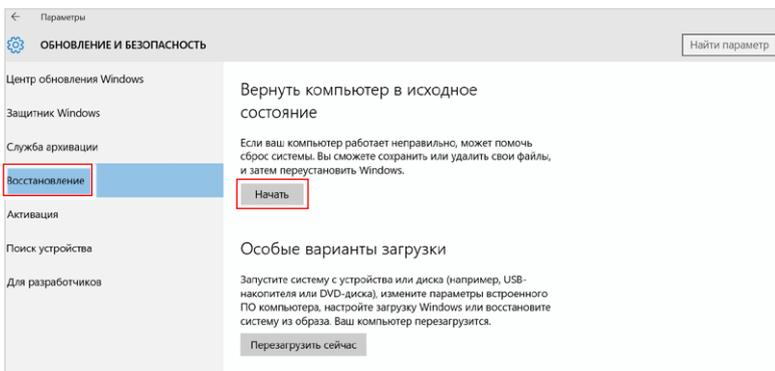 Параметры
ОБНОВЛЕНИЕ И БЕЗОПАСНОСТЬ
Найти параметр
Центр обновления Windows
Защитник Windows
Служба архивации
Восстановление
Активация
Поиск устройства
Для разработчиков
Вернуть компьютер в исходное
состояние
Если ваш компьютер работает неправильно, может помочь
сброс системы. Вы сможете сохранить или удалить свои файлы,
и затем переустановить Windows.
Начать
Особые варианты загрузки
Запустите систему с устройства или диска (например, USB-
накопителя или DVD-диска), измените параметры встроенного
ПО компьютера, настройте загрузку Windows или восстановите
систему из образа. Ваш компьютер перезагрузится.
Перезагрузить сейчас